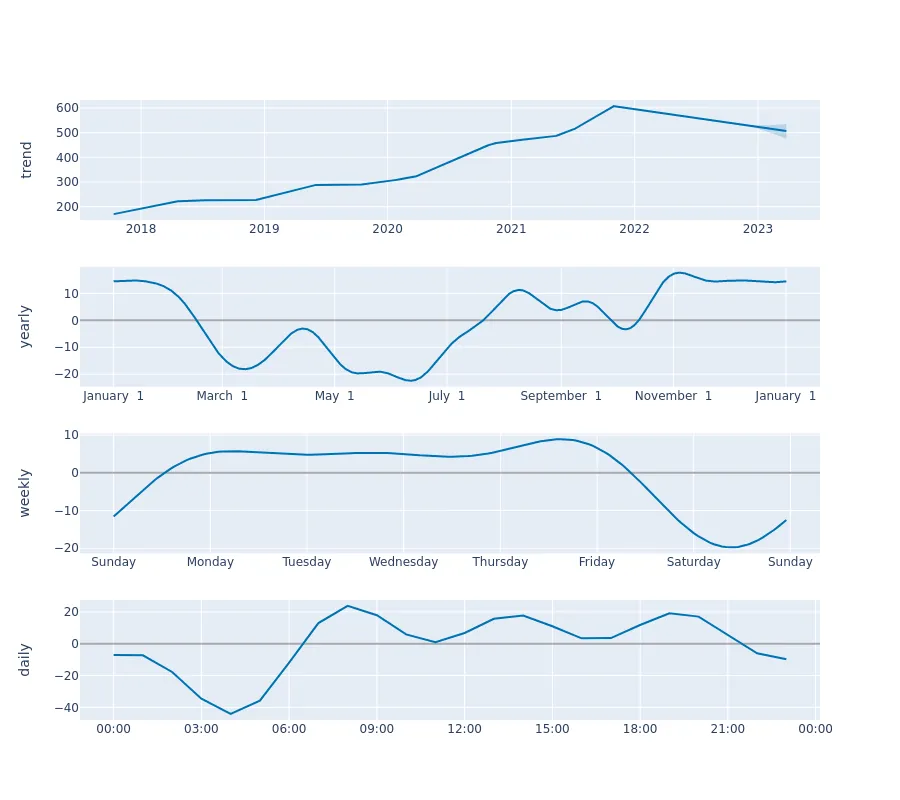 trend
600
500
400
300
200
2018 2019 2020 2021 2022 2023
yearly
10
0
−10
−20
January 1 March 1 May 1 July 1 September 1 November 1 January 1
weekly
10
0
−10
−20
Sunday Monday Tuesday Wednesday Thursday Friday Saturday Sunday
daily
20
0
−20
−40
00:00 03:00 06:00 09:00 12:00 15:00 18:00 21:00 00:00